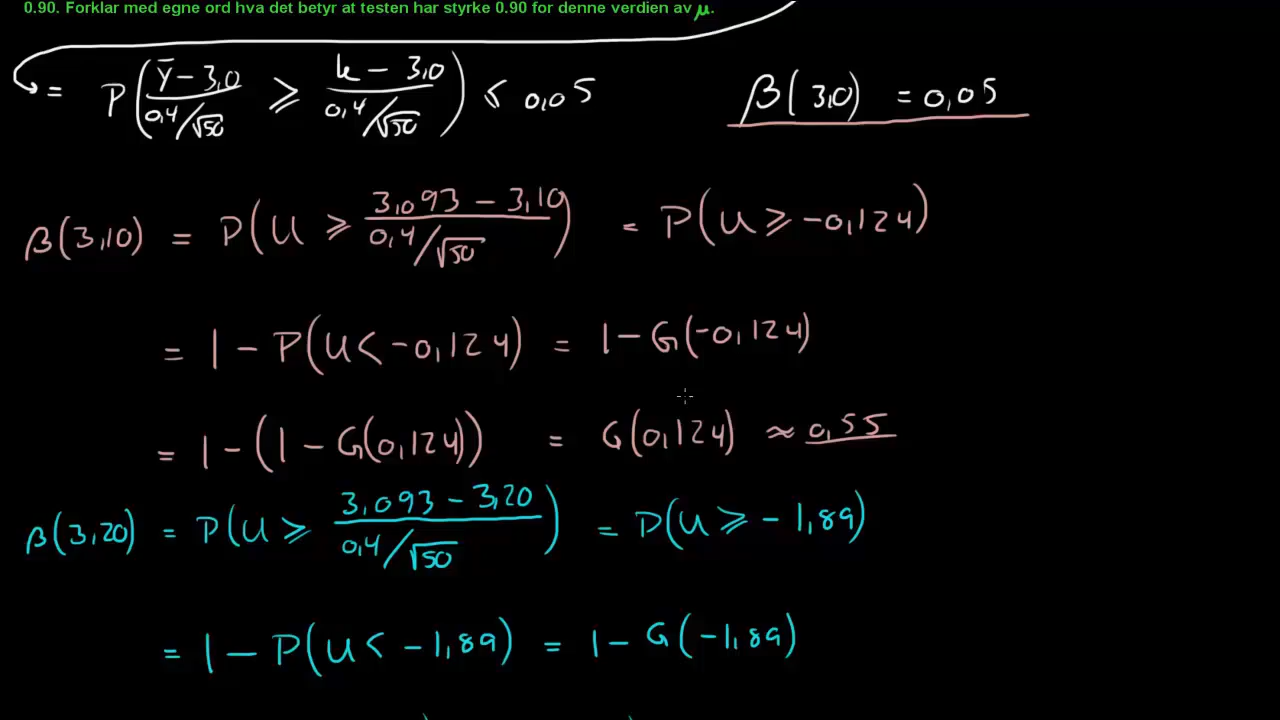 0.90. Forklar med egne ord hva det betyr at testen har styrke 0.90 for denne verdien av μ.
= P( (Ȳ – 3,0)/(0,4/√50) ⩾ (k – 3,0)/(0,4/√50) ) < 0,05 β(3,0) = 0,05
β(3,10) = P( U ⩾ (3,093 – 3,10)/(0,4/√50) ) = P(U ⩾ –0,124)
= 1 – P(U < –0,124) = 1 – G(–0,124)
= 1 – (1 – G(0,124)) = G(0,124) ≈ 0,55
β(3,20) = P( U ⩾ (3,093 – 3,20)/(0,4/√50) ) = P(U ⩾ –1,89)
= 1 – P(U < –1,89) = 1 – G(–1,89)